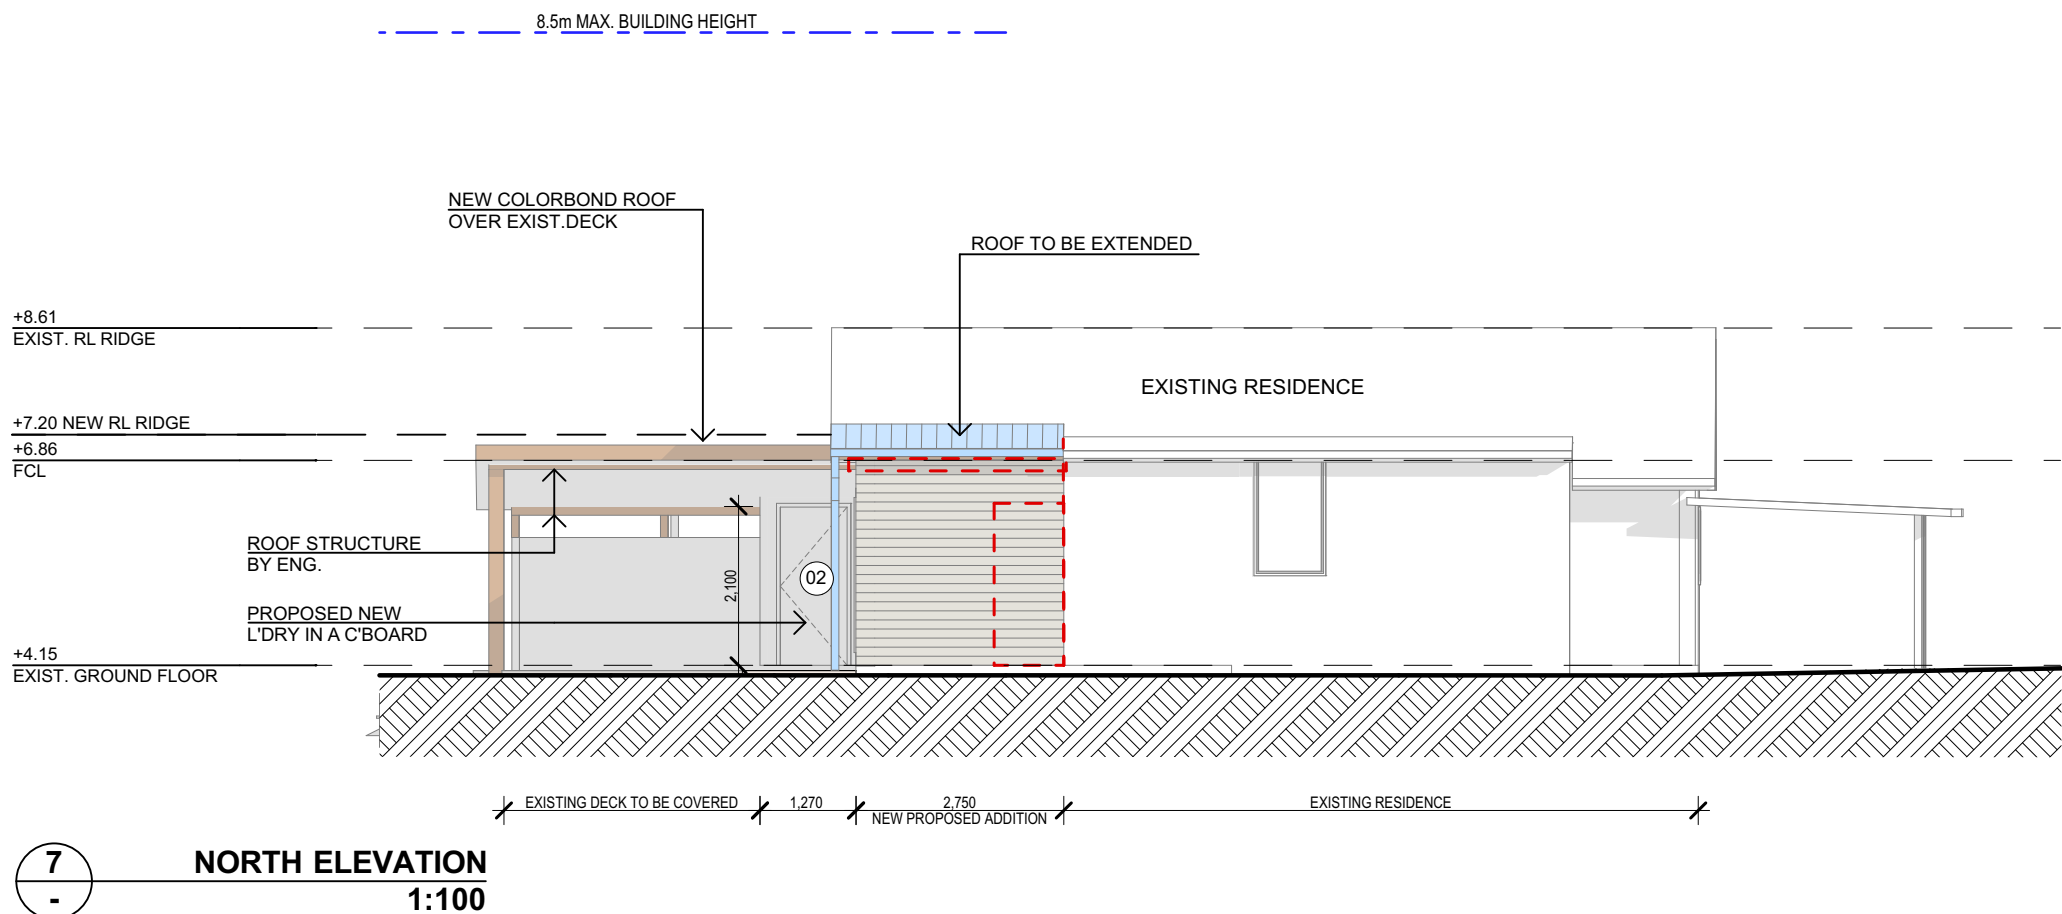 8.5m MAX. BUILDING HEIGHT
NEW COLORBOND ROOF
OVER EXIST.DECK
ROOF TO BE EXTENDED
+8.61
EXIST. RL RIDGE
EXISTING RESIDENCE
+7.20 NEW RL RIDGE
+6.86
FCL
ROOF STRUCTURE
BY ENG.
2,100
02
PROPOSED NEW
L'DRY IN A C'BOARD
+4.15
EXIST. GROUND FLOOR
EXISTING DECK TO BE COVERED
1,270
2,750
NEW PROPOSED ADDITION
EXISTING RESIDENCE
7
-
NORTH ELEVATION
1:100